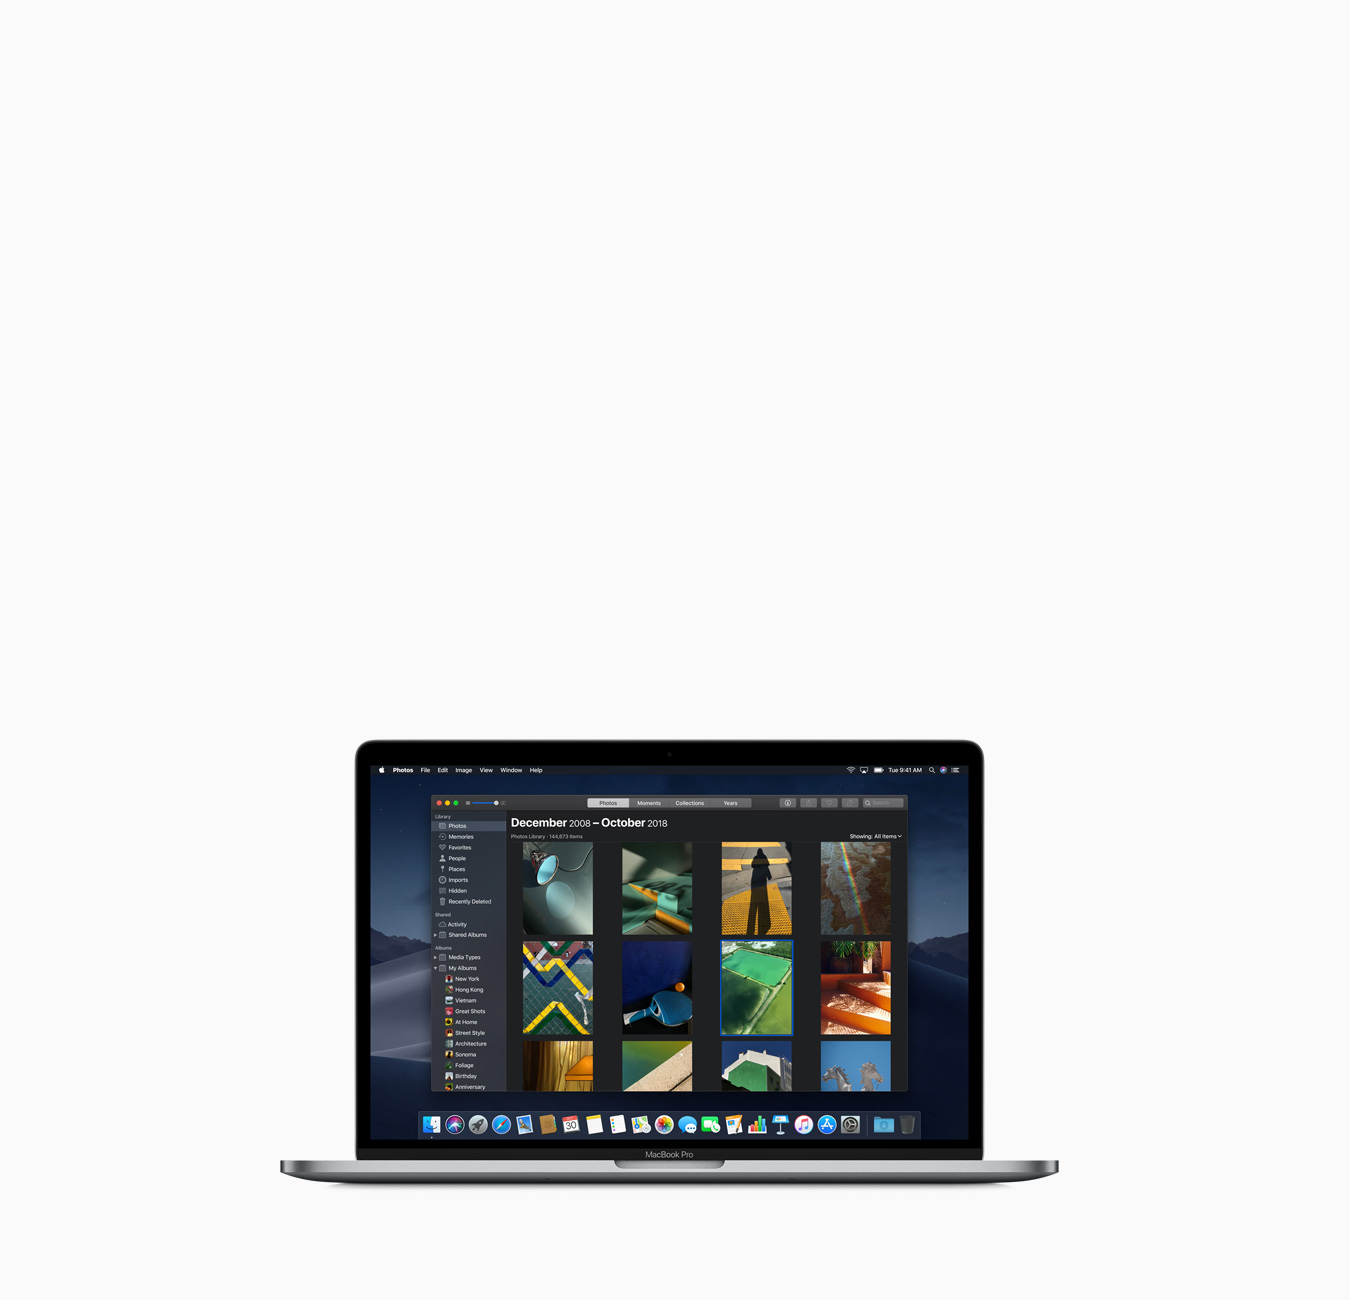 Photos File Edit Image View Window Help Tue 9:41 AM
Photos Moments Collections Years Search
Library
Photos
Memories
Favorites
People
Places
Imports
Hidden
Recently Deleted
Shared
Activity
Shared Albums
Albums
Media Types
My Albums
New York
Hong Kong
Vietnam
Great Shots
At Home
Street Style
Architecture
Sonoma
Foliage
Birthday
Anniversary
December 2008 – October 2018
Photos Library · 144,673 Items Showing: All Items
30
MacBook Pro